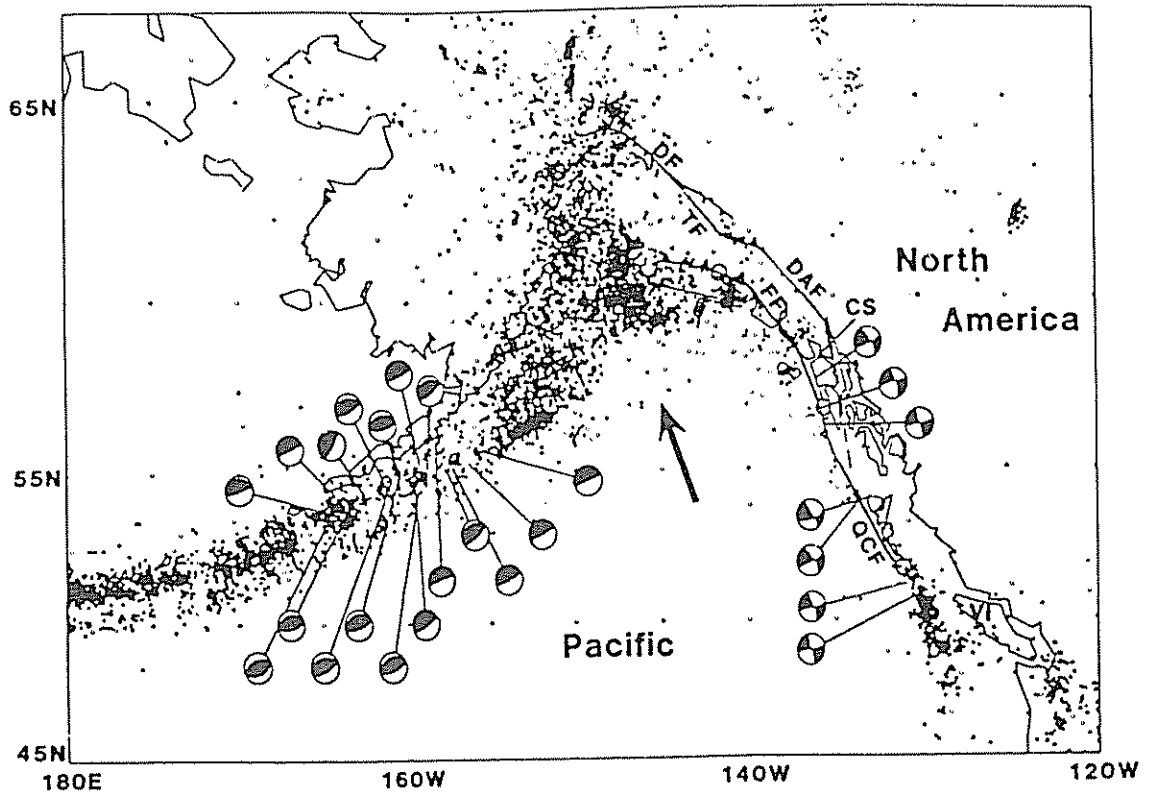 65N
DF
TF
North
DAF
FF
CS
America
55N
QCF
VI
Pacific
45N
180E
160W
140W
120W